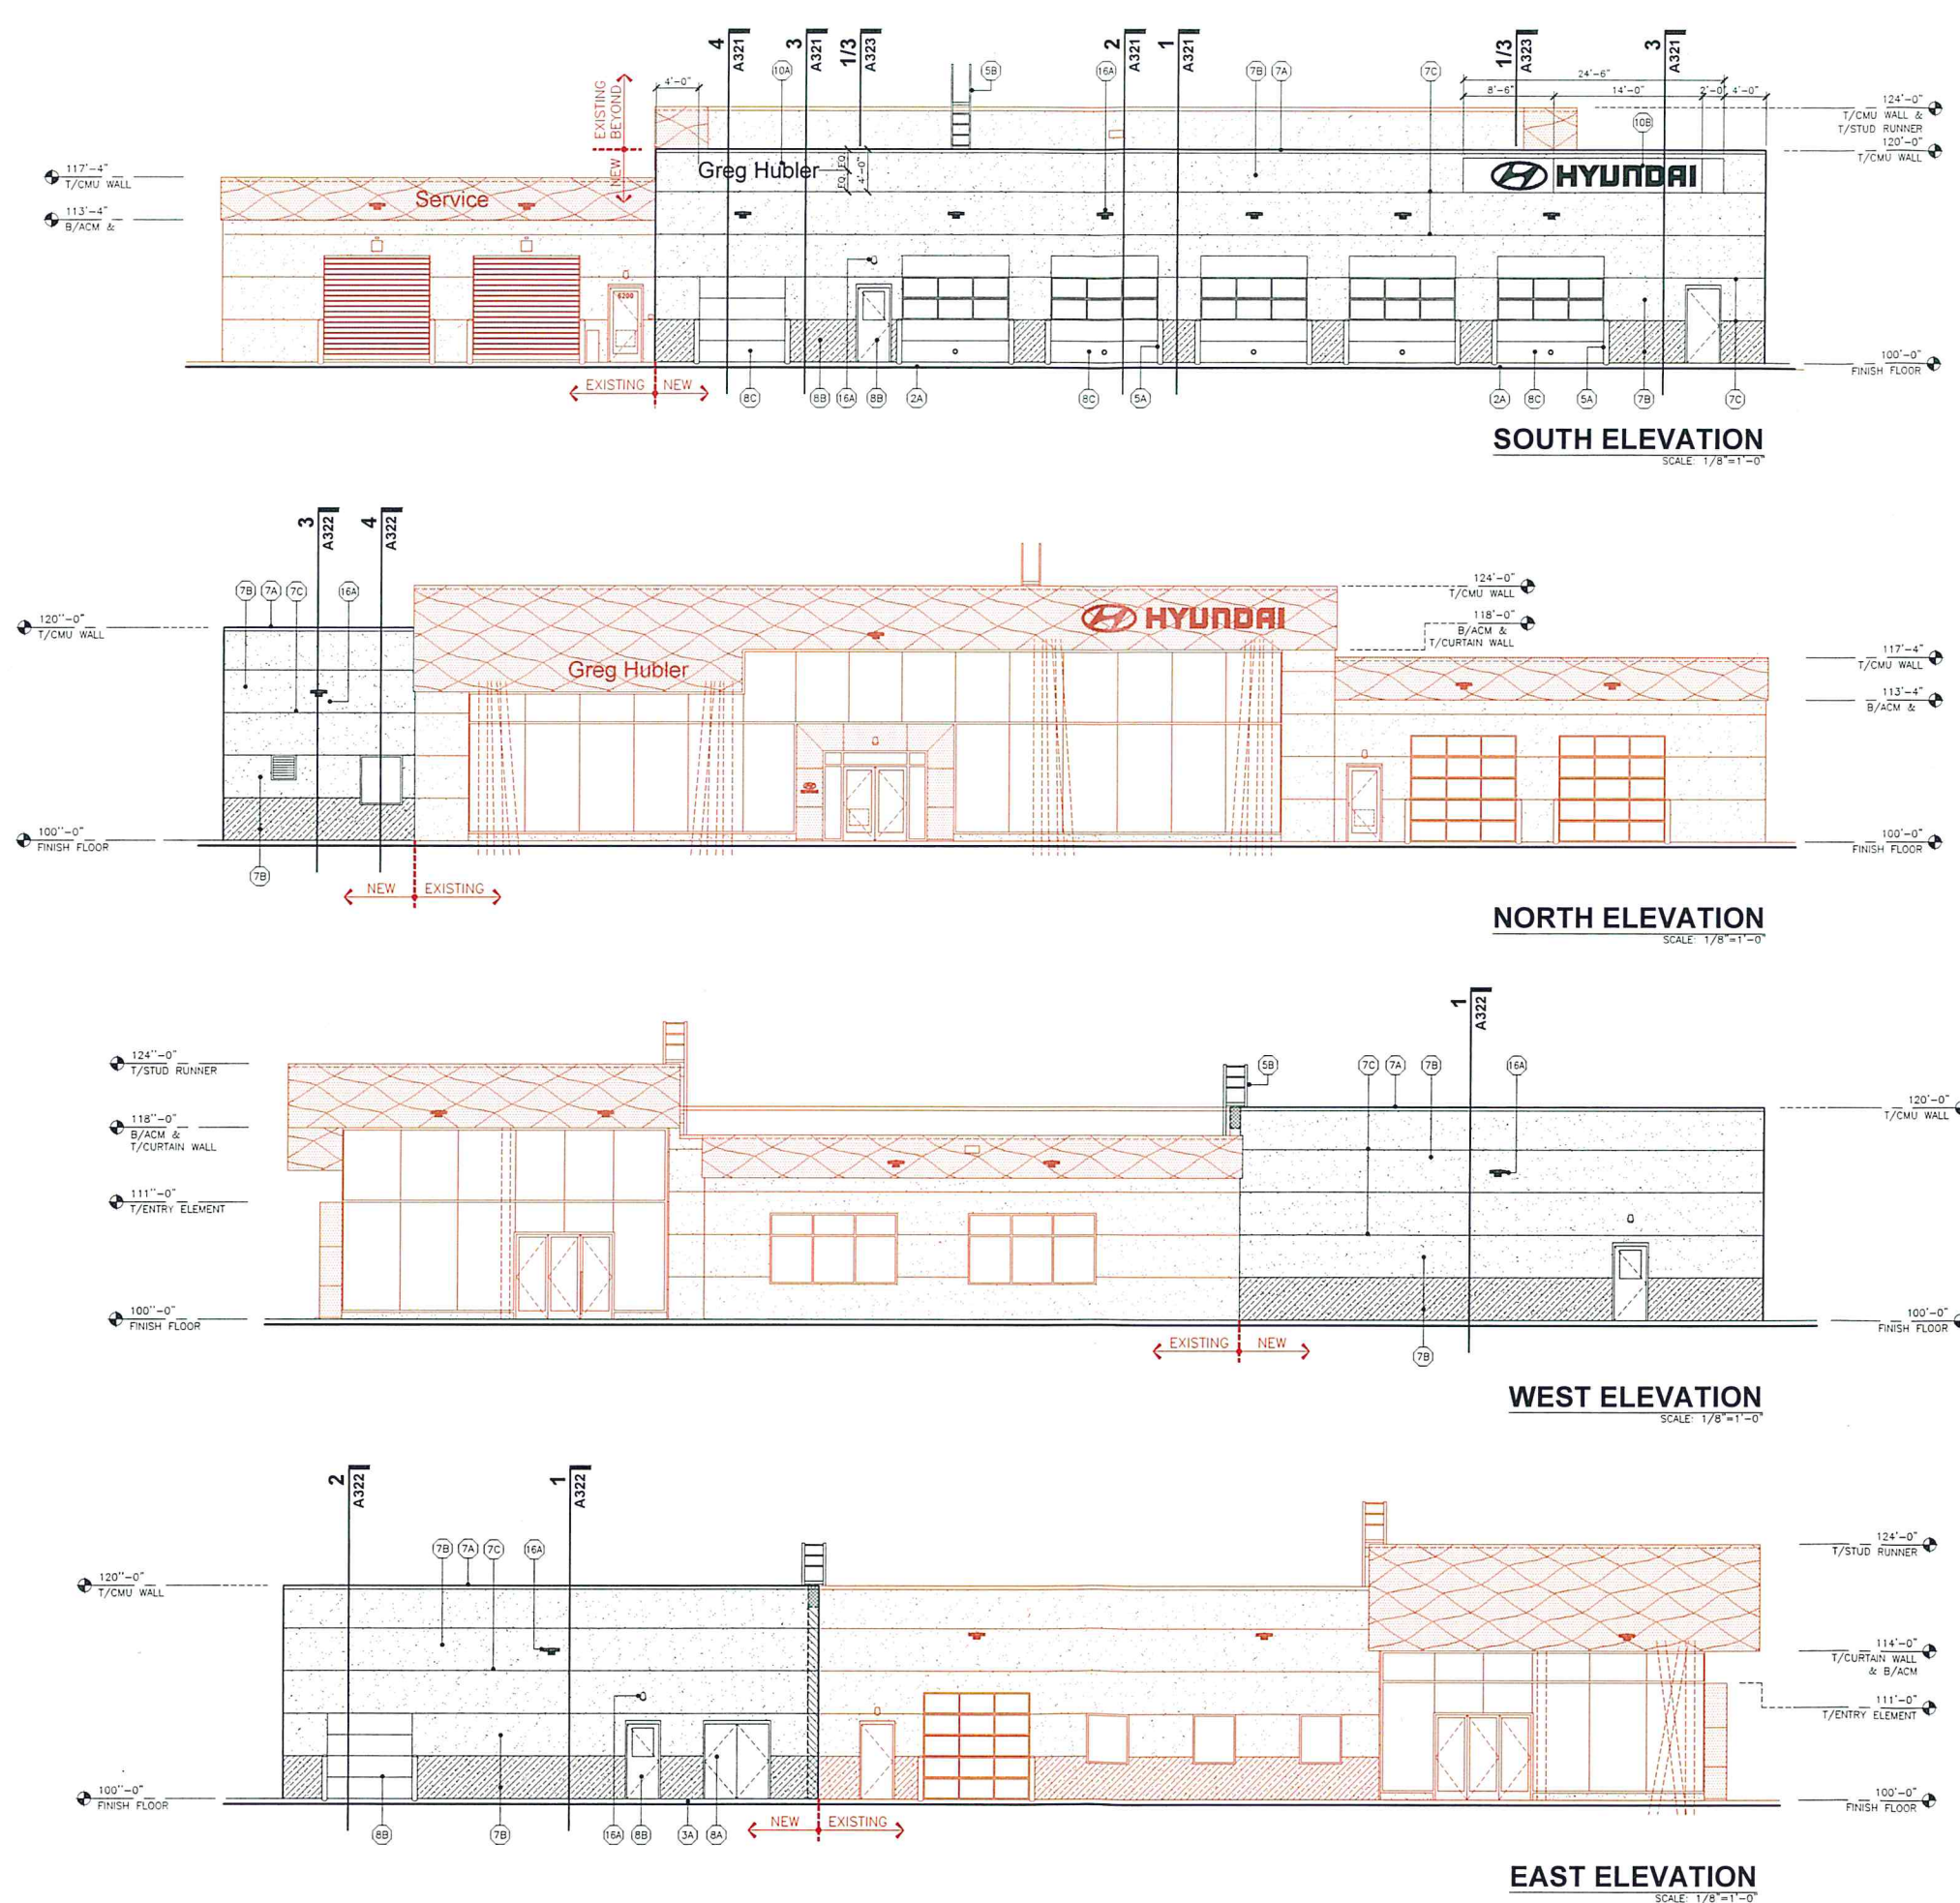 4
A321
3
A321
1/3
A323
2
A321
1
A321
1/3
A323
3
A321
EXISTING
BEYOND
NEW
4'-0"
10A
5B
16A
7B
7A
7C
24'-6"
8'-6"
14'-0"
2'-0"
4'-0"
10B
124'-0"
T/CMU WALL &
T/STUD RUNNER
120'-0"
T/CMU WALL
117'-4"
T/CMU WALL
113'-4"
B/ACM &
Service
Greg Hubler
EQ
EQ
4'-0"
HYUNDAI
16A
6200
100'-0"
FINISH FLOOR
EXISTING
NEW
8C
8B
16A
8B
2A
8C
5A
2A
8C
5A
7B
7C
SOUTH ELEVATION
SCALE: 1/8"=1'-0"
3
A322
4
A322
7B
7A
7C
16A
120''-0"
T/CMU WALL
Greg Hubler
HYUNDAI
124'-0"
T/CMU WALL
118'-0"
B/ACM &
T/CURTAIN WALL
117'-4"
T/CMU WALL
113'-4"
B/ACM &
100''-0"
FINISH FLOOR
100'-0"
FINISH FLOOR
7B
NEW
EXISTING
NORTH ELEVATION
SCALE: 1/8"=1'-0"
1
A322
124''-0"
T/STUD RUNNER
118''-0"
B/ACM &
T/CURTAIN WALL
111''-0"
T/ENTRY ELEMENT
100''-0"
FINISH FLOOR
5B
7C
7A
7B
16A
120'-0"
T/CMU WALL
100'-0"
FINISH FLOOR
EXISTING
NEW
7B
WEST ELEVATION
SCALE: 1/8"=1'-0"
2
A322
1
A322
7B
7A
7C
16A
120''-0"
T/CMU WALL
124'-0"
T/STUD RUNNER
114'-0"
T/CURTAIN WALL
& B/ACM
111'-0"
T/ENTRY ELEMENT
100''-0"
FINISH FLOOR
100'-0"
FINISH FLOOR
8B
7B
16A
8B
3A
8A
NEW
EXISTING
EAST ELEVATION
SCALE: 1/8"=1'-0"